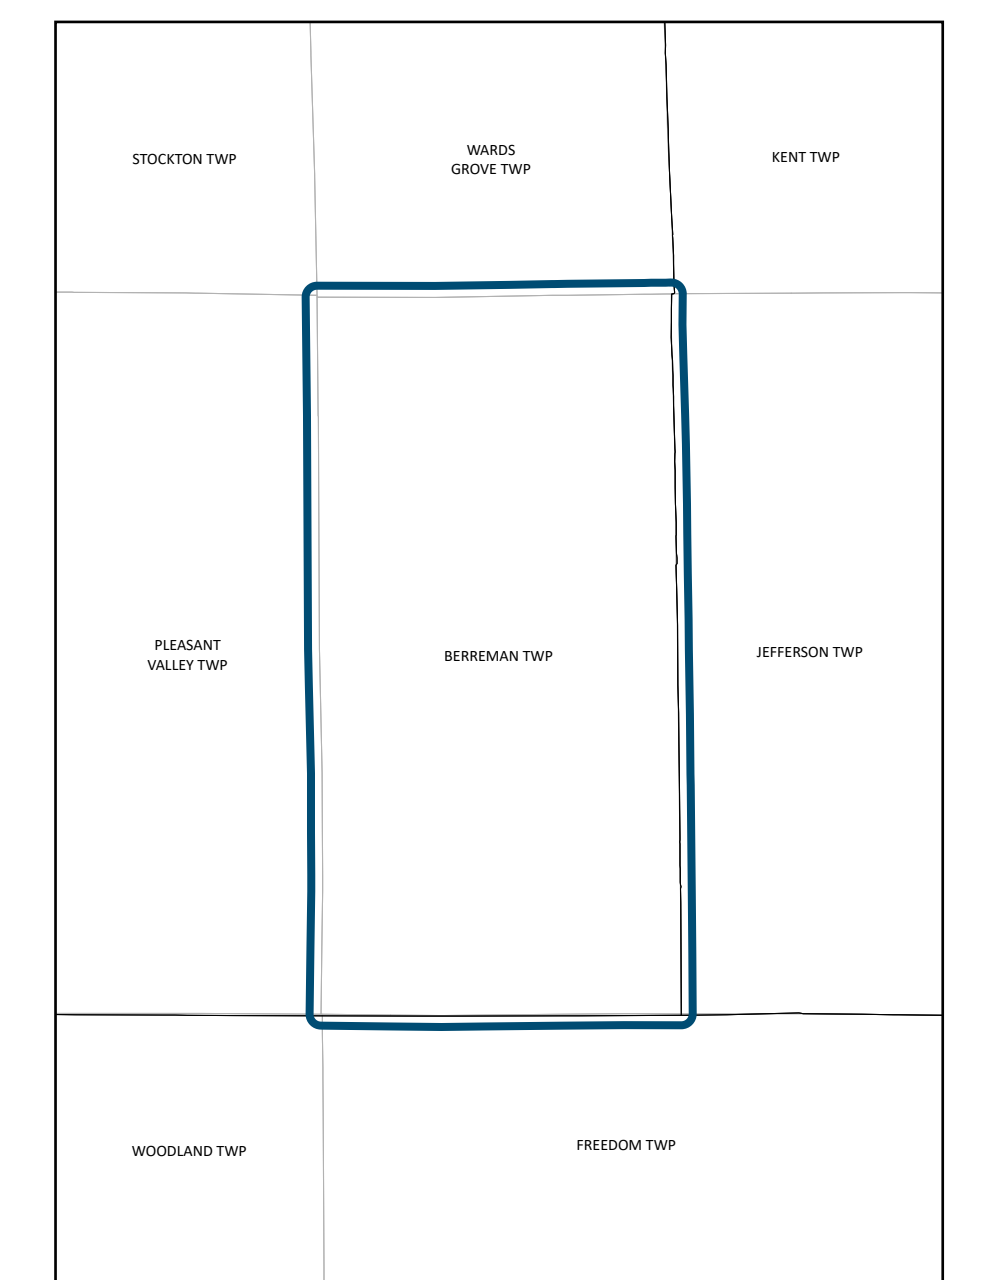 STOCKTON TWP
WARDS
GROVE TWP
KENT TWP
PLEASANT
VALLEY TWP
BERREMAN TWP
JEFFERSON TWP
WOODLAND TWP
FREEDOM TWP